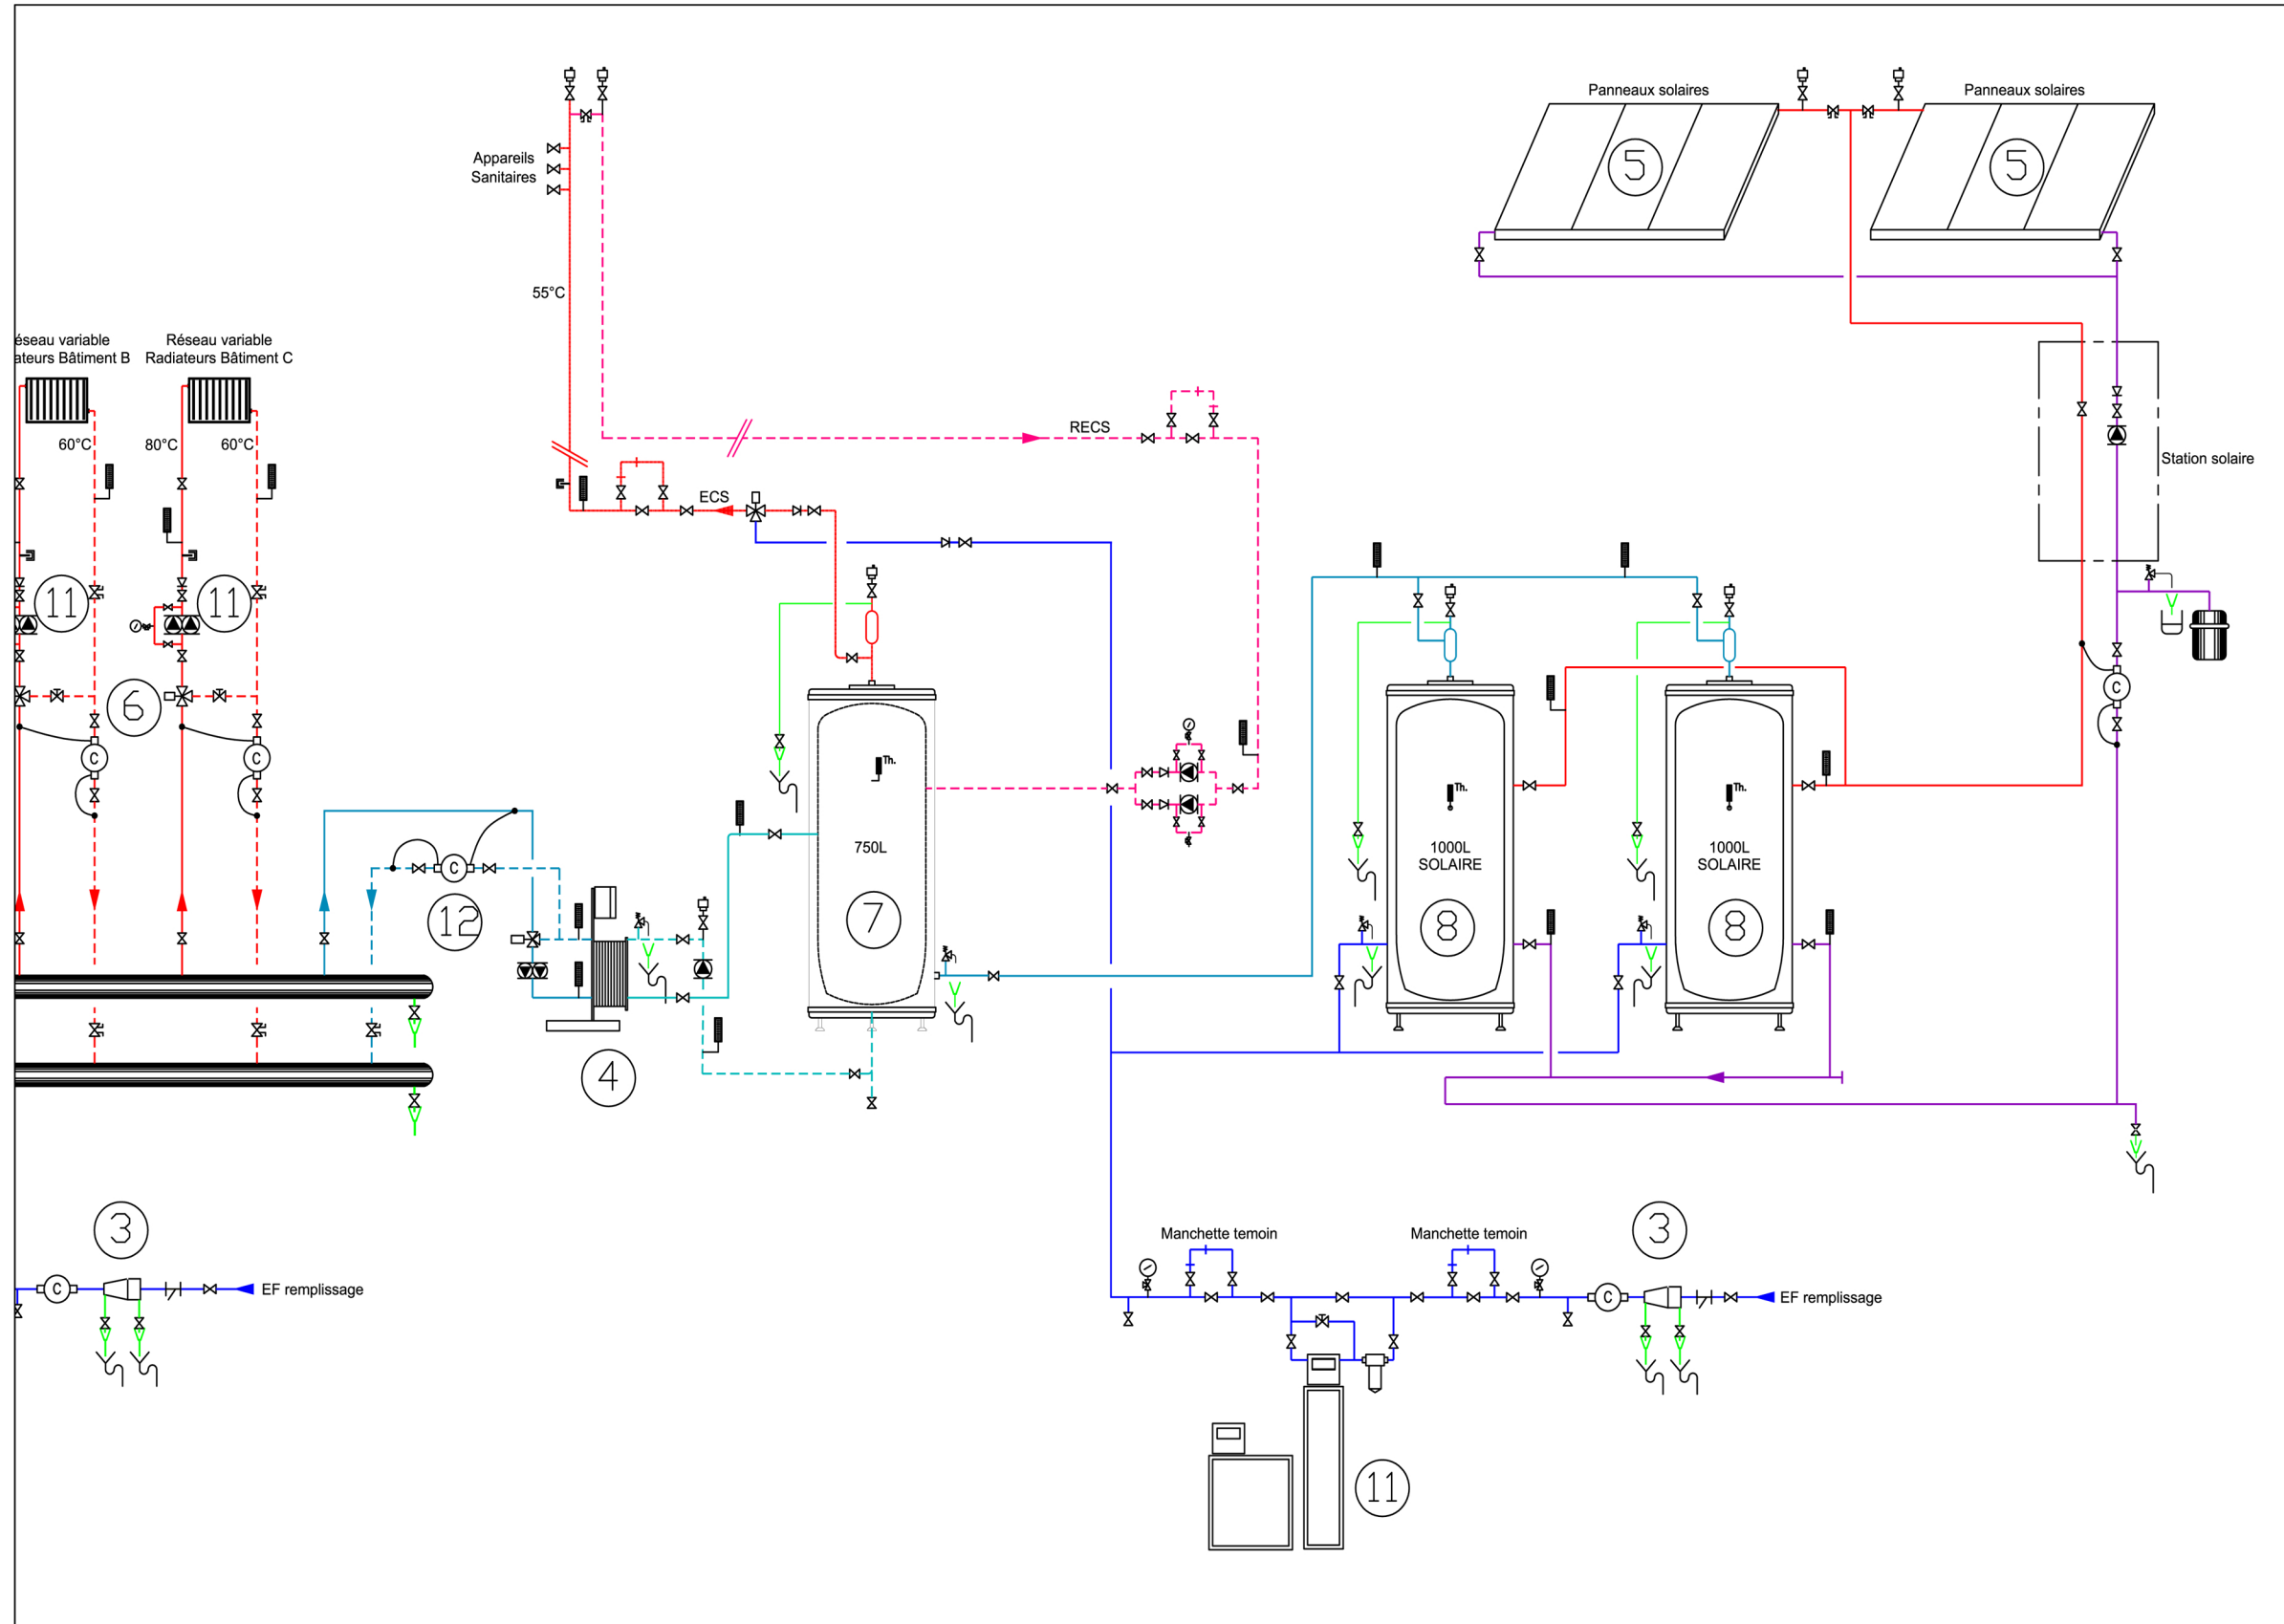 Panneaux solaires
Panneaux solaires
5
5
Appareils
Sanitaires
55°C
éseau variable
ateurs Bâtiment B
Réseau variable
Radiateurs Bâtiment C
60°C
80°C
60°C
RECS
Station solaire
ECS
11
11
6
C
C
C
Th.
Th.
Th.
750L
1000L
SOLAIRE
1000L
SOLAIRE
C
12
7
8
8
4
3
Manchette temoin
Manchette temoin
3
C
EF remplissage
C
EF remplissage
11